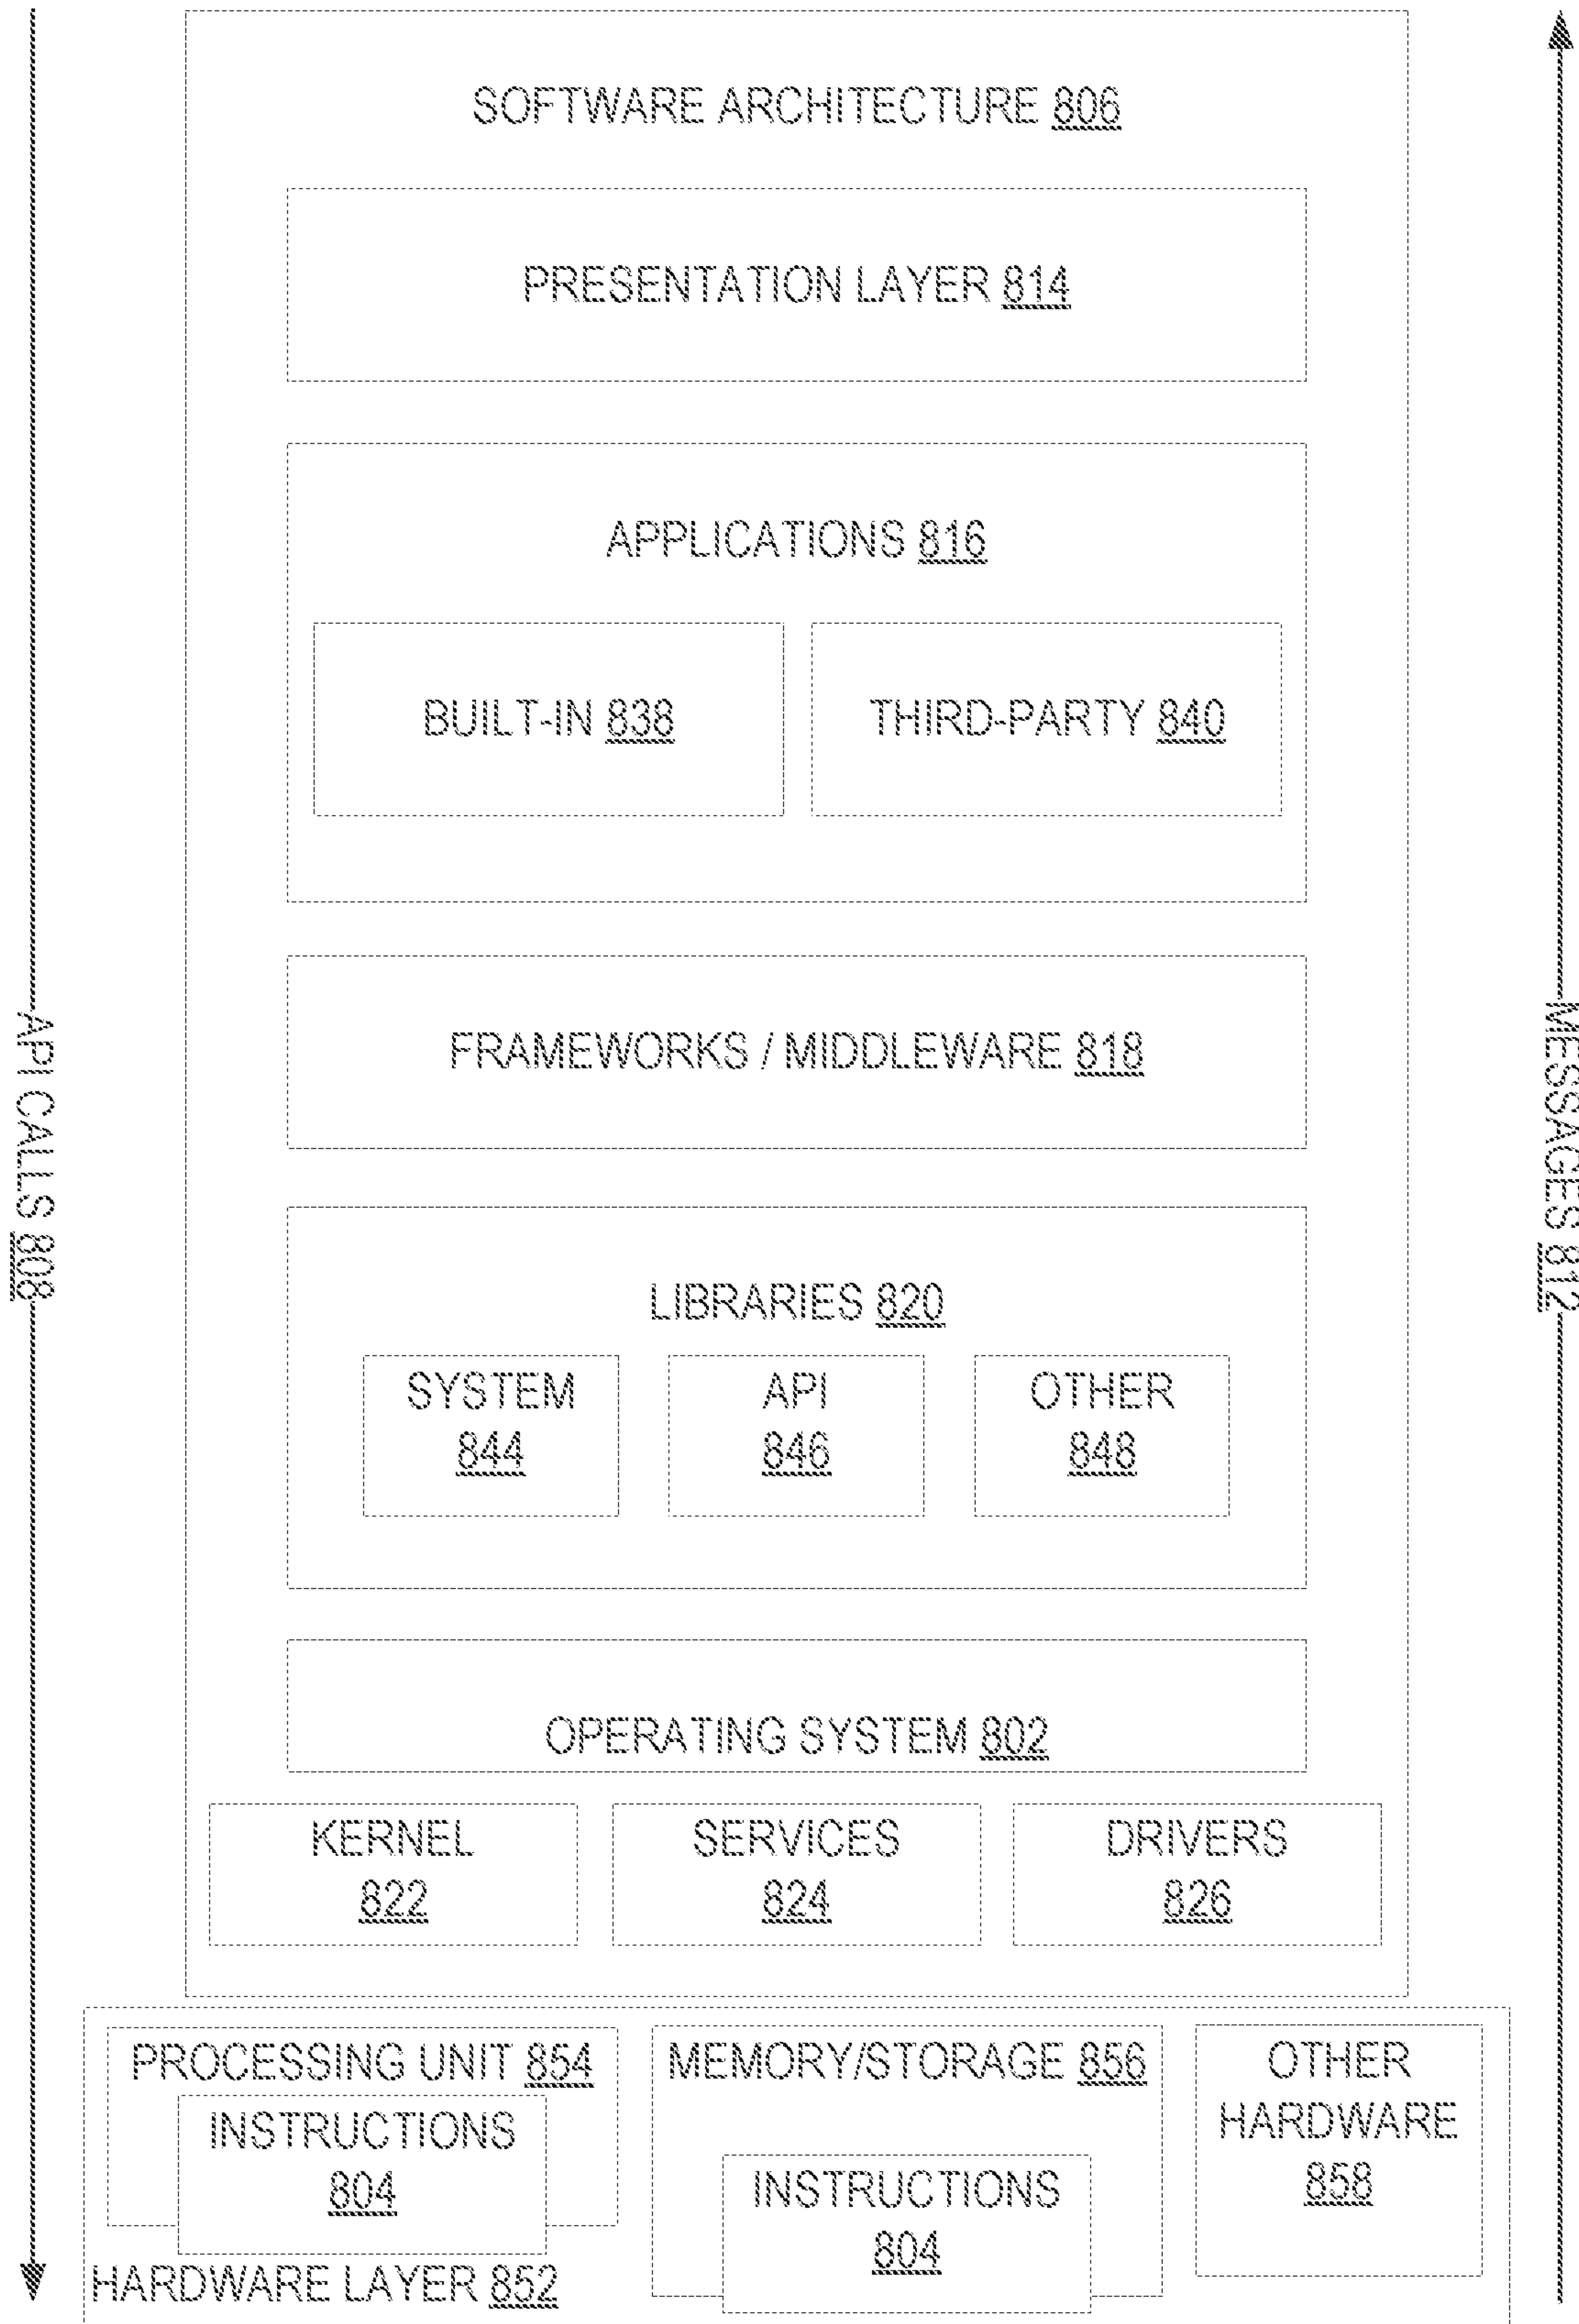 SOFTWARE ARCHITECTURE 806
PRESENTATION LAYER 814
APPLICATIONS 816
BUILT-IN 838
THIRD-PARTY 840
FRAMEWORKS / MIDDLEWARE 818
API CALLS 808
MESSAGES 812
LIBRARIES 820
SYSTEM
844
API
846
OTHER
848
OPERATING SYSTEM 802
KERNEL
822
SERVICES
824
DRIVERS
826
PROCESSING UNIT 854
INSTRUCTIONS
804
MEMORY/STORAGE 856
INSTRUCTIONS
804
OTHER
HARDWARE
858
HARDWARE LAYER 852